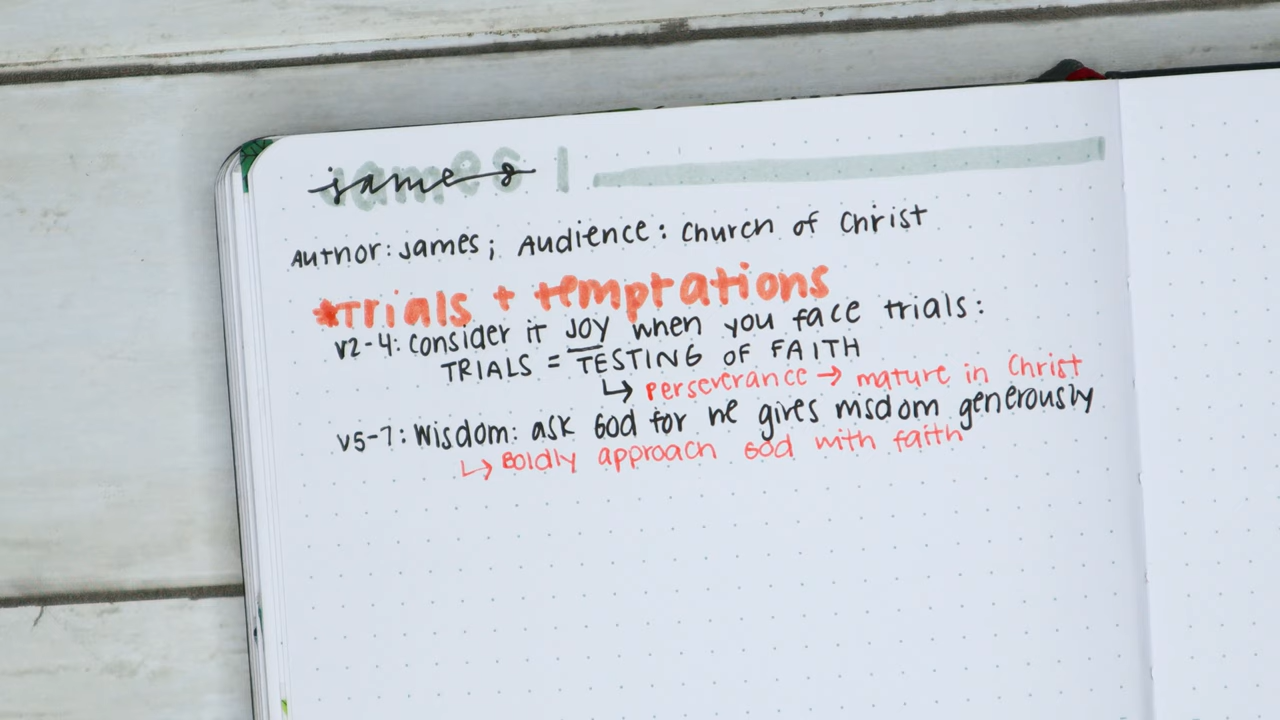 james 1
Author: James; Audience: Church of Christ
*Trials + temptations
v2-4: Consider it JOY when you face trials:
TRIALS = TESTING OF FAITH
↳ perseverance → mature in Christ
v5-7: Wisdom: ask God for he gives wisdom generously
↳ Boldly approach God with faith